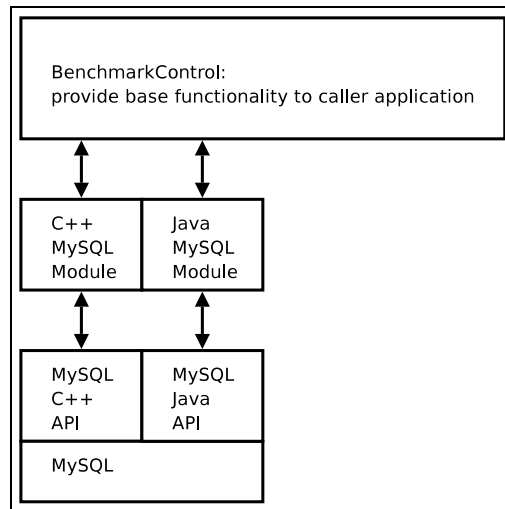 BenchmarkControl:
provide base functionality to caller application
C++
MySQL
Module
Java
MySQL
Module
MySQL
C++
API
MySQL
Java
API
MySQL